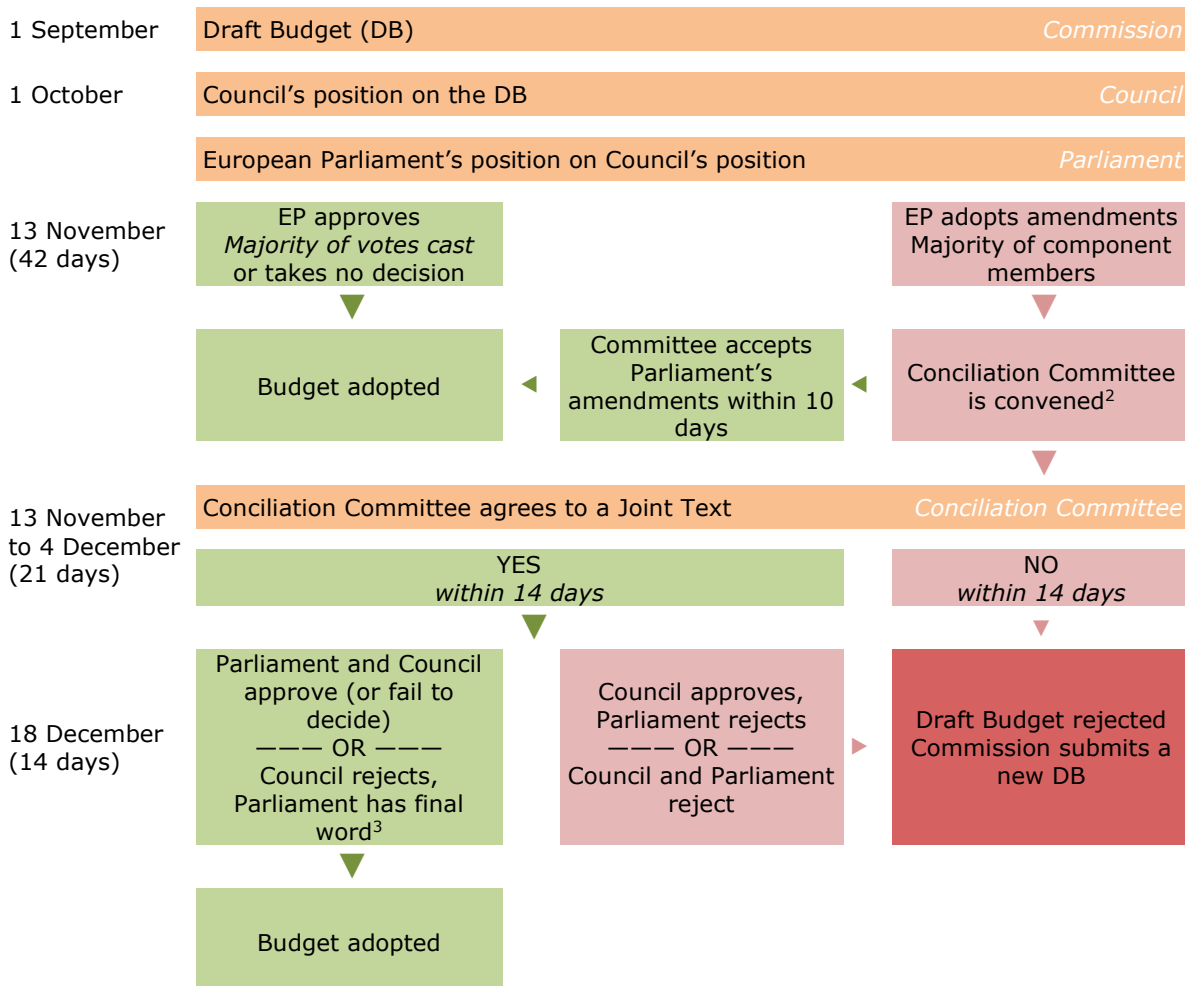 1 September
Draft Budget (DB)
Commission
1 October
Council’s position on the DB
Council
European Parliament’s position on Council’s position
Parliament
13 November
(42 days)
EP approves
Majority of votes cast
or takes no decision
EP adopts amendments
Majority of component
members
Budget adopted
Committee accepts
Parliament’s
amendments within 10
days
Conciliation Committee
is convened²
13 November
to 4 December
(21 days)
Conciliation Committee agrees to a Joint Text
Conciliation Committee
YES
within 14 days
NO
within 14 days
18 December
(14 days)
Parliament and Council
approve (or fail to
decide)
——— OR ———
Council rejects,
Parliament has final
word³
Council approves,
Parliament rejects
——— OR ———
Council and Parliament
reject
Draft Budget rejected
Commission submits a
new DB
Budget adopted